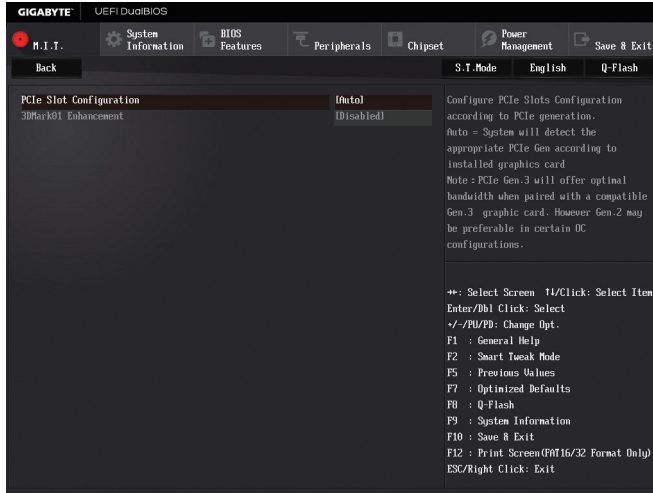 GIGABYTE™ UEFI DualBIOS
M.I.T. System Information BIOS Features Peripherals Chipset Power Management Save & Exit
Back S.T.Mode English Q-Flash
PCIe Slot Configuration [Auto]
3DMark01 Enhancement [Disabled]
Configure PCIe Slots Configuration
according to PCIe generation.
Auto = System will detect the
appropriate PCIe Gen according to
installed graphics card
Note : PCIe Gen.3 will offer optimal
bandwidth when paired with a compatible
Gen.3 graphic card. However Gen.2 may
be preferable in certain OC
configurations.
→←: Select Screen ↑↓/Click: Select Item
Enter/Dbl Click: Select
+/-/PU/PD: Change Opt.
F1 : General Help
F2 : Smart Tweak Mode
F5 : Previous Values
F7 : Optimized Defaults
F8 : Q-Flash
F9 : System Information
F10 : Save & Exit
F12 : Print Screen(FAT16/32 Format Only)
ESC/Right Click: Exit